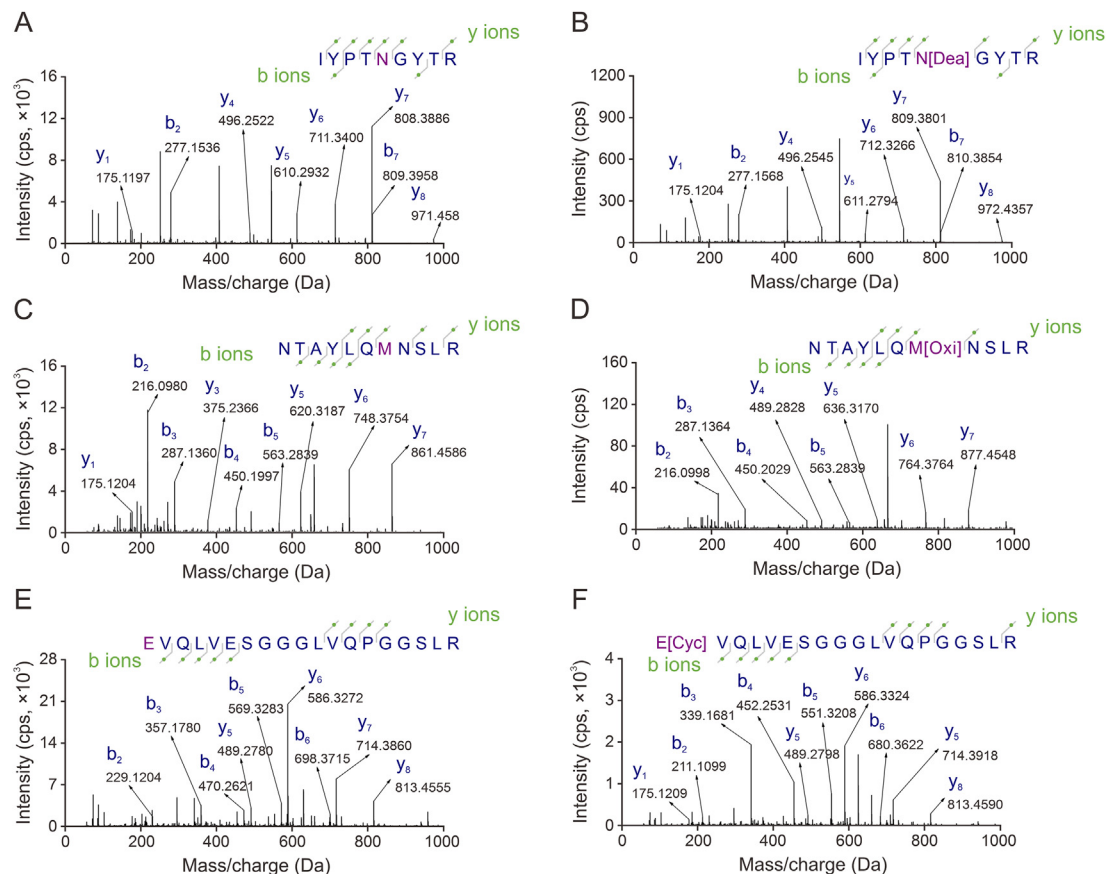 A
y ions
I Y P T N G Y T R
b ions
Intensity (cps, ×10³)
16
12
8
4
0
y₁
175.1197
b₂
277.1536
y₄
496.2522
y₅
610.2932
y₆
711.3400
y₇
808.3886
b₇
809.3958
y₈
971.458
0 200 400 600 800 1000
Mass/charge (Da)
B
y ions
I Y P T N[Dea] G Y T R
b ions
Intensity (cps)
1200
900
600
300
0
y₁
175.1204
b₂
277.1568
y₄
496.2545
y₅
611.2794
y₆
712.3266
y₇
809.3801
b₇
810.3854
y₈
972.4357
0 200 400 600 800 1000
Mass/charge (Da)
C
y ions
N T A Y L Q M N S L R
b ions
Intensity (cps, ×10³)
16
12
8
4
0
y₁
175.1204
b₂
216.0980
b₃
287.1360
y₃
375.2366
b₄
450.1997
b₅
563.2839
y₅
620.3187
y₆
748.3754
y₇
861.4586
0 200 400 600 800 1000
Mass/charge (Da)
D
y ions
N T A Y L Q M[Oxi] N S L R
b ions
Intensity (cps)
160
120
80
40
0
b₂
216.0998
b₃
287.1364
b₄
450.2029
y₄
489.2828
b₅
563.2839
y₅
636.3170
y₆
764.3764
y₇
877.4548
0 200 400 600 800 1000
Mass/charge (Da)
E
y ions
E V Q L V E S G G G L V Q P G G S L R
b ions
Intensity (cps, ×10³)
28
21
14
7
0
b₂
229.1204
b₃
357.1780
b₄
470.2621
y₅
489.2780
b₅
569.3283
y₆
586.3272
b₆
698.3715
y₇
714.3860
y₈
813.4555
0 200 400 600 800 1000
Mass/charge (Da)
F
y ions
E[Cyc] V Q L V E S G G G L V Q P G G S L R
b ions
Intensity (cps, ×10³)
4
3
2
1
0
y₁
175.1209
b₂
211.1099
b₃
339.1681
b₄
452.2531
y₅
489.2798
b₅
551.3208
y₆
586.3324
b₆
680.3622
y₅
714.3918
y₈
813.4590
0 200 400 600 800 1000
Mass/charge (Da)